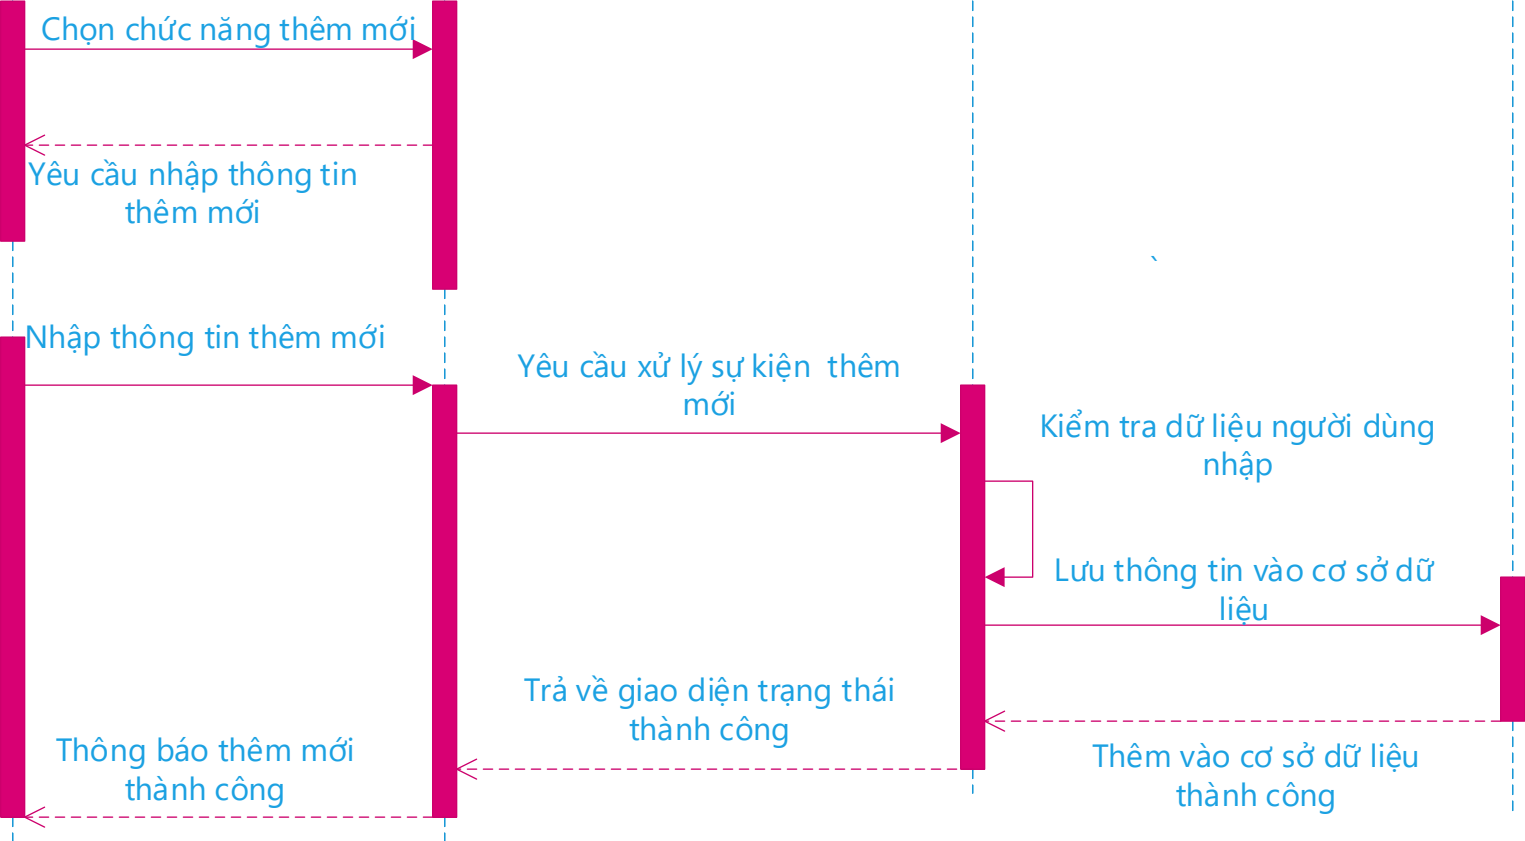 Chọn chức năng thêm mới
Yêu cầu nhập thông tin
thêm mới
`
Nhập thông tin thêm mới
Yêu cầu xử lý sự kiện  thêm
mới
Kiểm tra dữ liệu người dùng
nhập
Lưu thông tin vào cơ sở dữ
liệu
Trả về giao diện trạng thái
thành công
Thông báo thêm mới
thành công
Thêm vào cơ sở dữ liệu
thành công